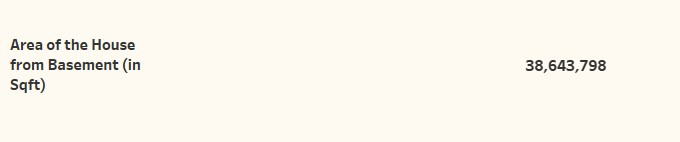 Area of the House
from Basement (in
Sqft)
38,643,798